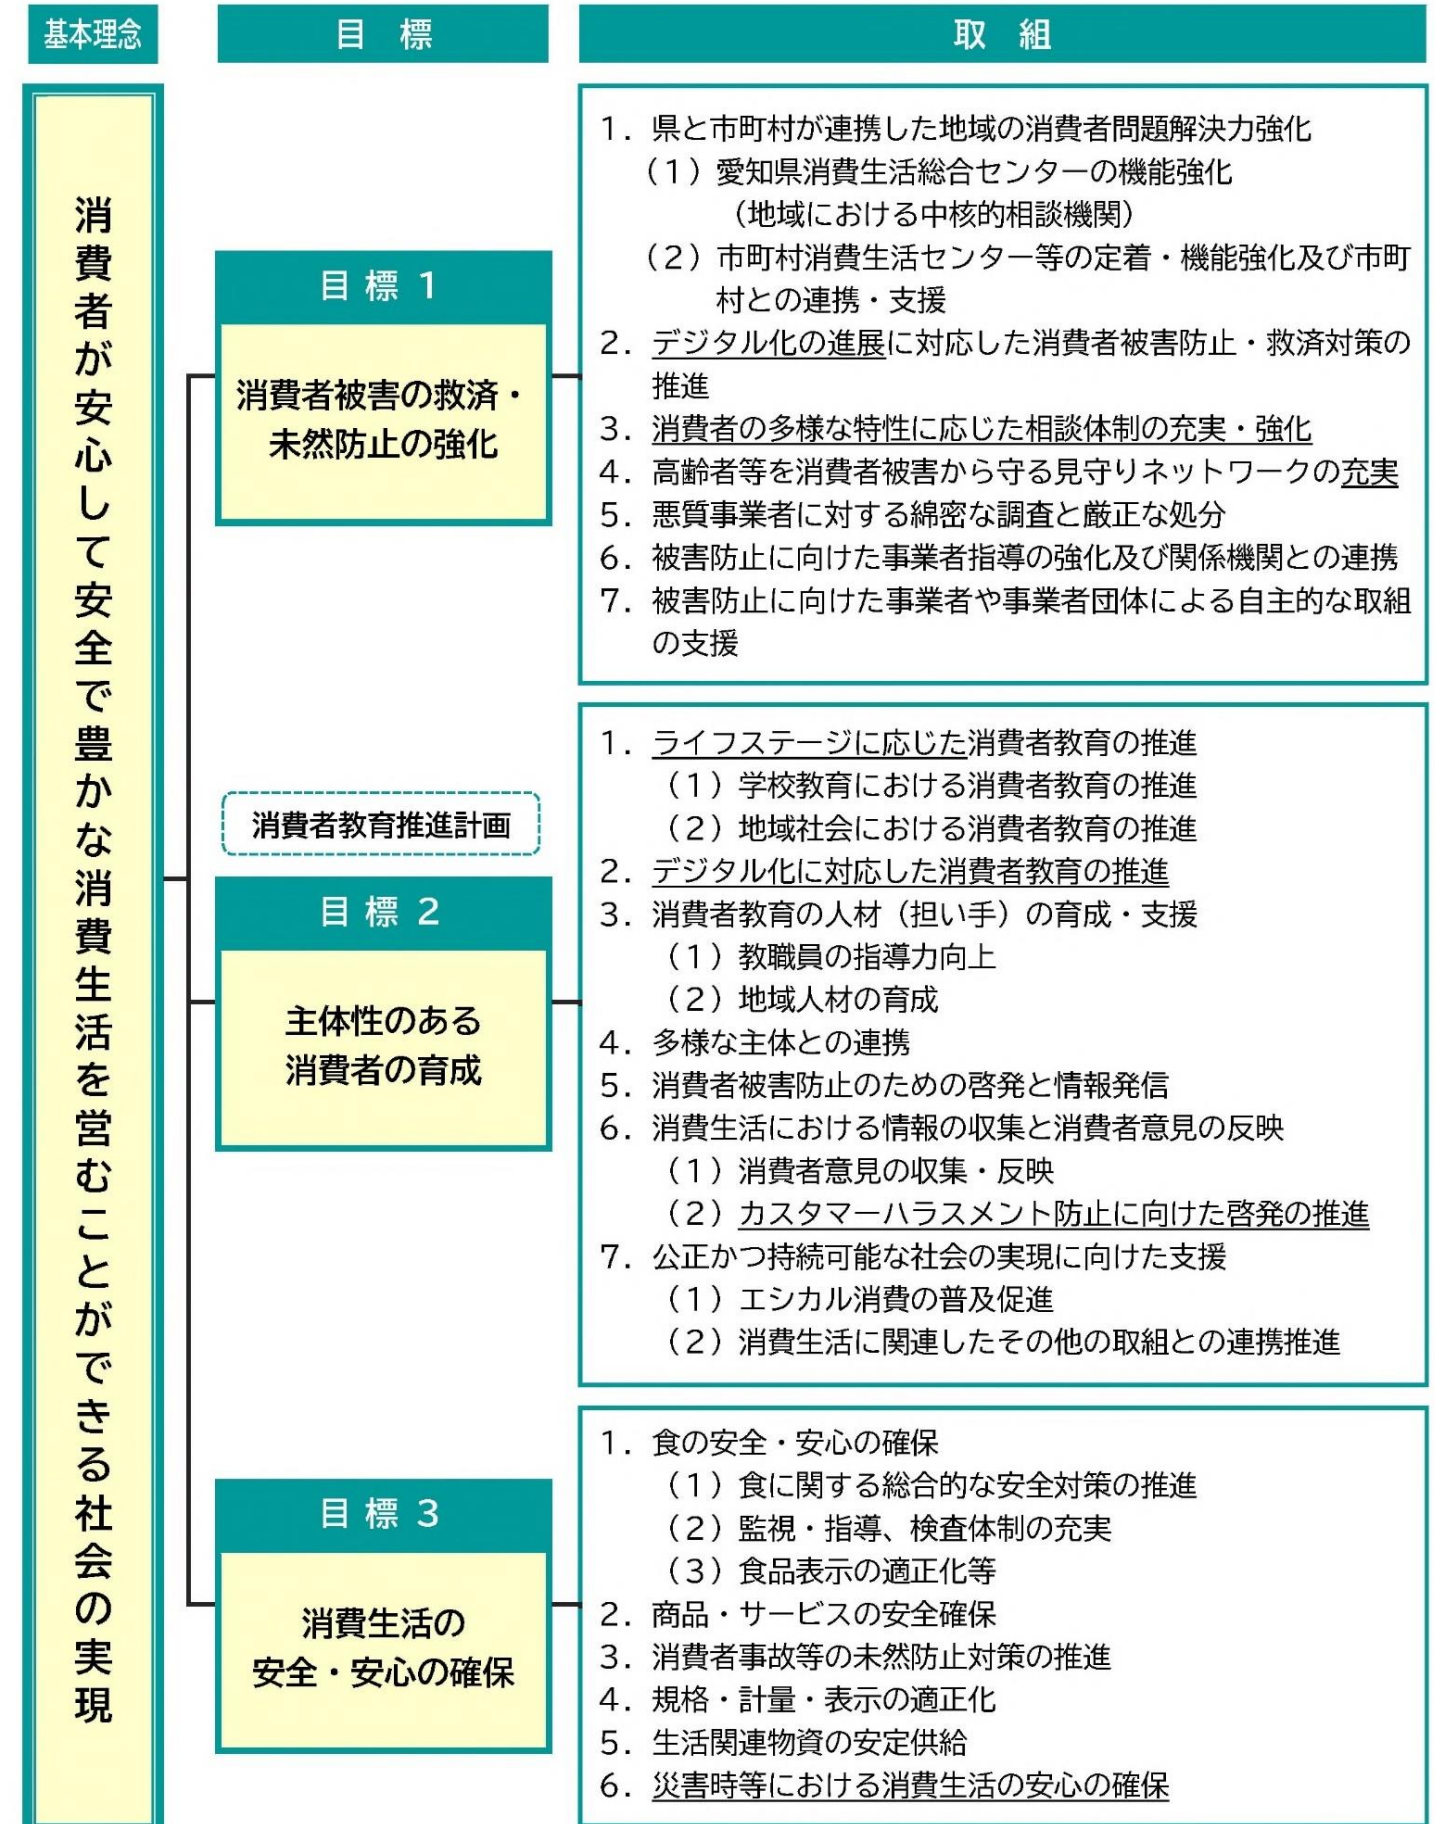 基本理念
目　標
取　組
消費者が安心して安全で豊かな消費生活を営むことができる社会の実現
目標 1
消費者被害の救済・
未然防止の強化
1．県と市町村が連携した地域の消費者問題解決力強化
（1）愛知県消費生活総合センターの機能強化
（地域における中核的相談機関）
（2）市町村消費生活センター等の定着・機能強化及び市町
村との連携・支援
2．デジタル化の進展に対応した消費者被害防止・救済対策の
推進
3．消費者の多様な特性に応じた相談体制の充実・強化
4．高齢者等を消費者被害から守る見守りネットワークの充実
5．悪質事業者に対する綿密な調査と厳正な処分
6．被害防止に向けた事業者指導の強化及び関係機関との連携
7．被害防止に向けた事業者や事業者団体による自主的な取組
の支援
消費者教育推進計画
目標 2
主体性のある
消費者の育成
1．ライフステージに応じた消費者教育の推進
（1）学校教育における消費者教育の推進
（2）地域社会における消費者教育の推進
2．デジタル化に対応した消費者教育の推進
3．消費者教育の人材（担い手）の育成・支援
（1）教職員の指導力向上
（2）地域人材の育成
4．多様な主体との連携
5．消費者被害防止のための啓発と情報発信
6．消費生活における情報の収集と消費者意見の反映
（1）消費者意見の収集・反映
（2）カスタマーハラスメント防止に向けた啓発の推進
7．公正かつ持続可能な社会の実現に向けた支援
（1）エシカル消費の普及促進
（2）消費生活に関連したその他の取組との連携推進
目標 3
消費生活の
安全・安心の確保
1．食の安全・安心の確保
（1）食に関する総合的な安全対策の推進
（2）監視・指導、検査体制の充実
（3）食品表示の適正化等
2．商品・サービスの安全確保
3．消費者事故等の未然防止対策の推進
4．規格・計量・表示の適正化
5．生活関連物資の安定供給
6．災害時等における消費生活の安心の確保